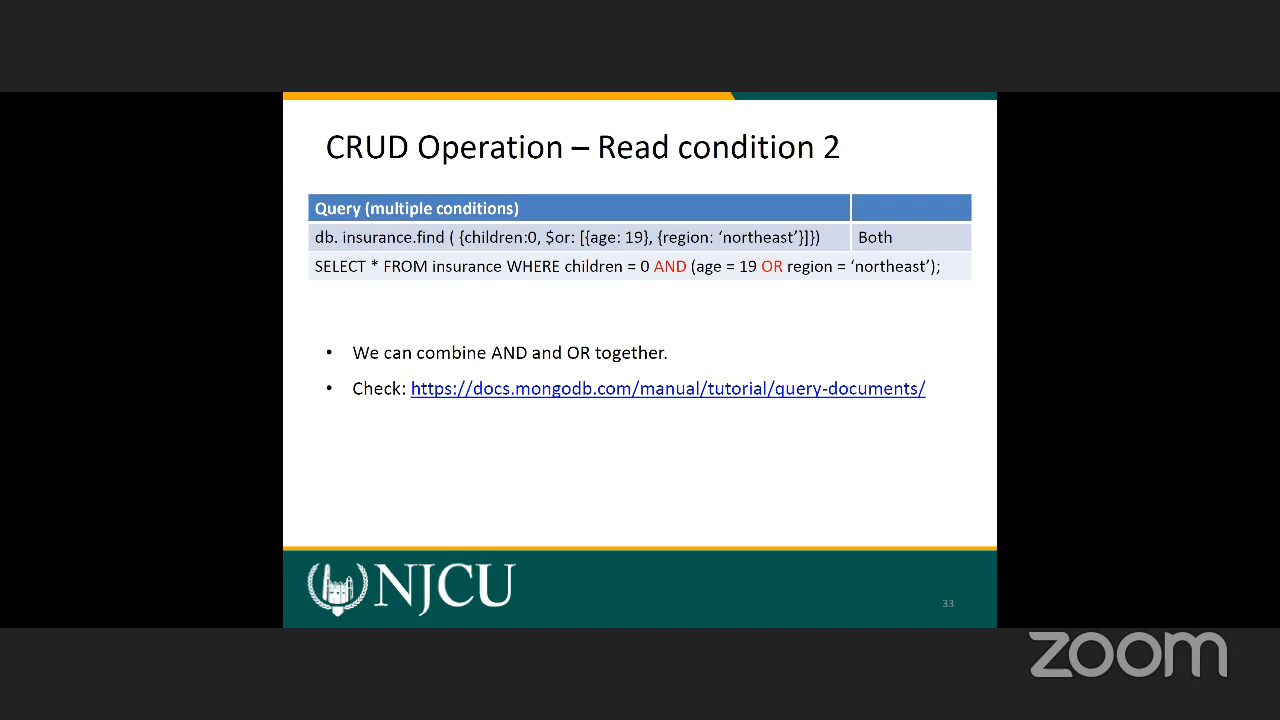 CRUD Operation – Read condition 2
Query (multiple conditions)
db. insurance.find ( {children:0, $or: [{age: 19}, {region: ‘northeast’}]}) Both
SELECT * FROM insurance WHERE children = 0 AND (age = 19 OR region = ‘northeast’);
• We can combine AND and OR together.
• Check: https://docs.mongodb.com/manual/tutorial/query-documents/
NJCU
33
zoom